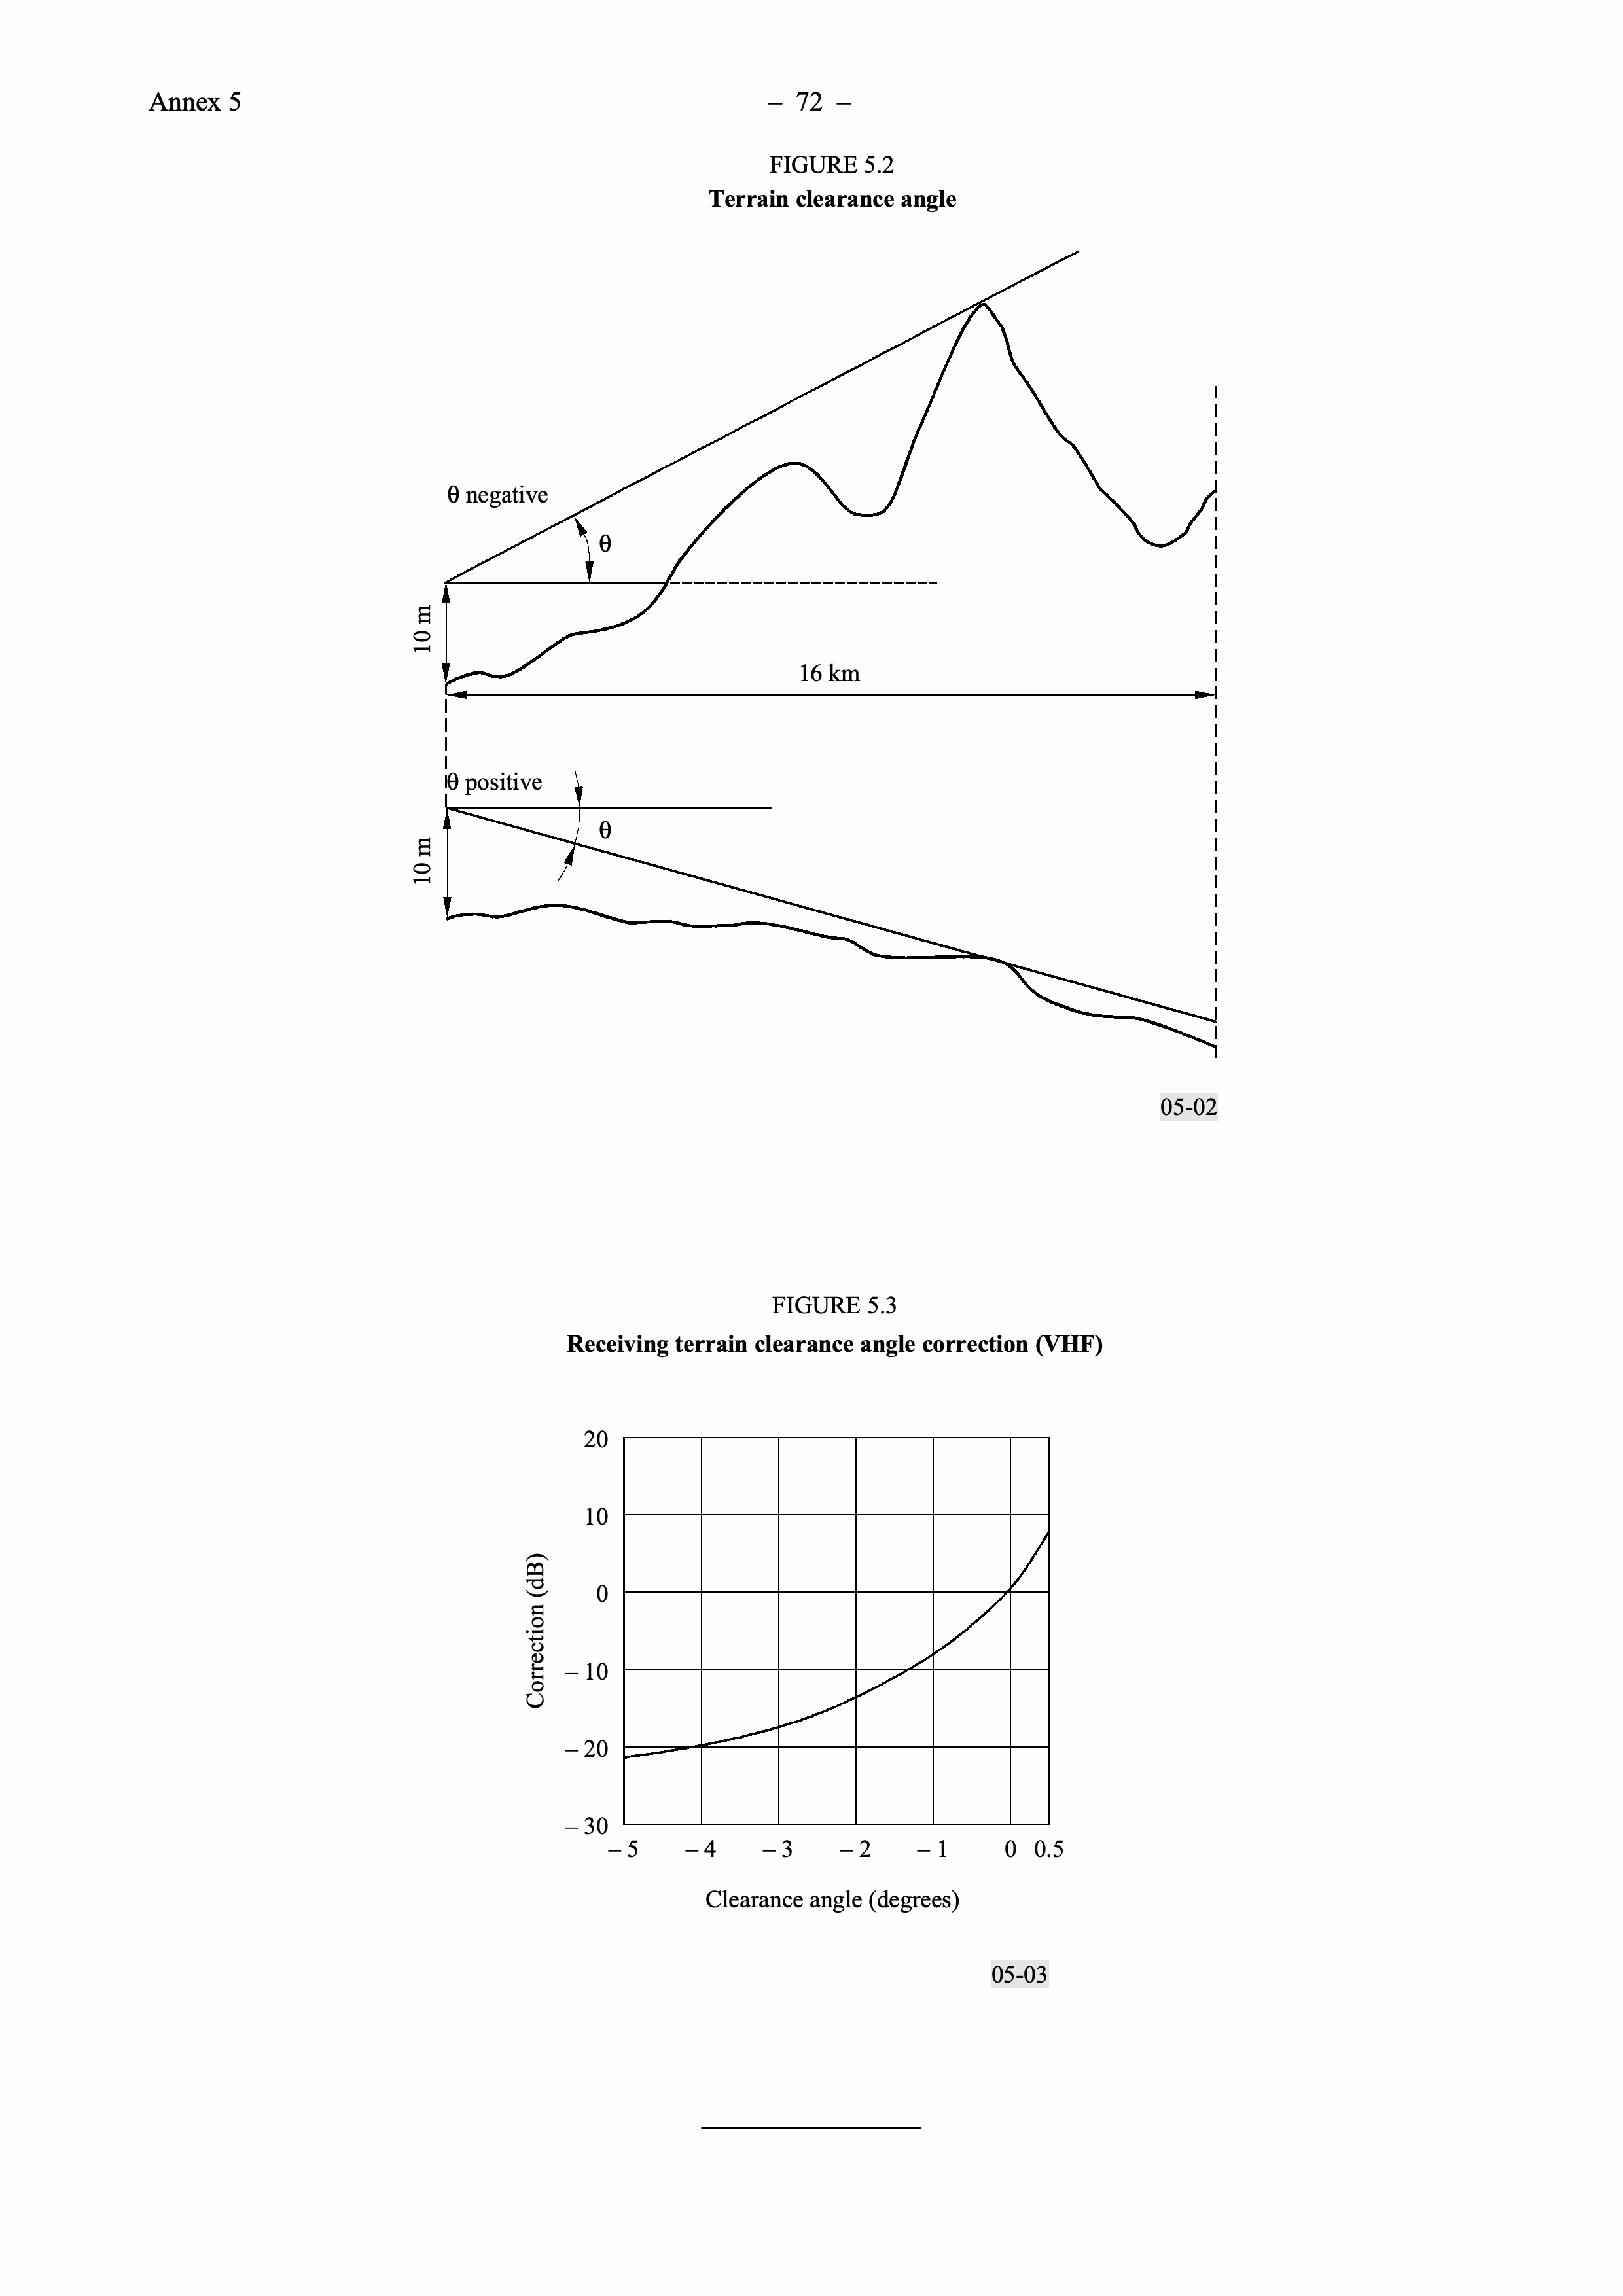 Annex 5
– 72 –
FIGURE 5.2
Terrain clearance angle
θ negative
θ
10 m
16 km
θ positive
θ
10 m
05-02
FIGURE 5.3
Receiving terrain clearance angle correction (VHF)
20
10
0
– 10
– 20
– 30
Correction (dB)
– 5 – 4 – 3 – 2 – 1 0 0.5
Clearance angle (degrees)
05-03